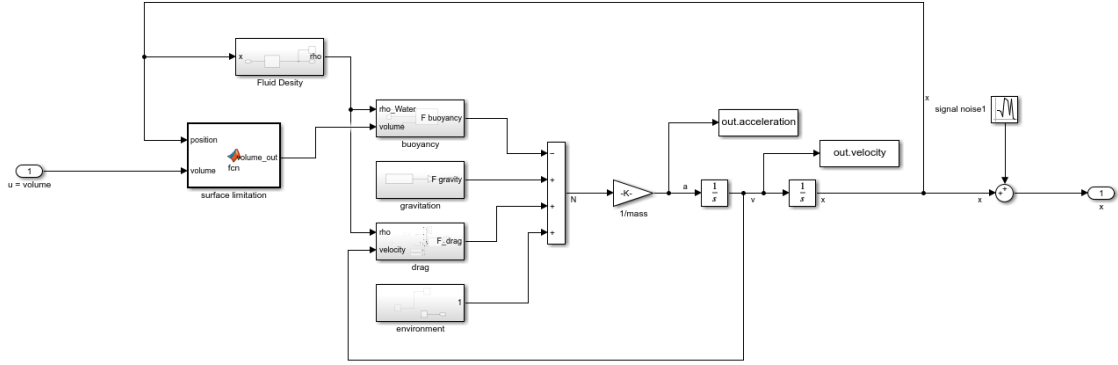 x
rho
Fluid Desity
x
signal noise1
rho_Water
volume
F buoyancy
buoyancy
out.acceleration
position
volume
volume_out
fcn
surface limitation
out.velocity
1
u = volume
F gravity
gravitation
N
-K-
1/mass
a
1
s
v
1
s
x
x
+
+
1
x
−
+
+
+
rho
velocity
F_drag
drag
1
environment